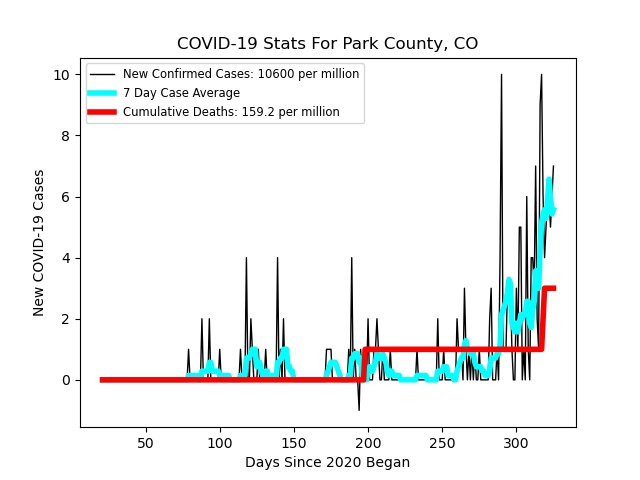 COVID-19 Stats For Park County, CO
New Confirmed Cases: 10600 per million
7 Day Case Average
Cumulative Deaths: 159.2 per million
New COVID-19 Cases
10
8
6
4
2
0
50 100 150 200 250 300
Days Since 2020 Began